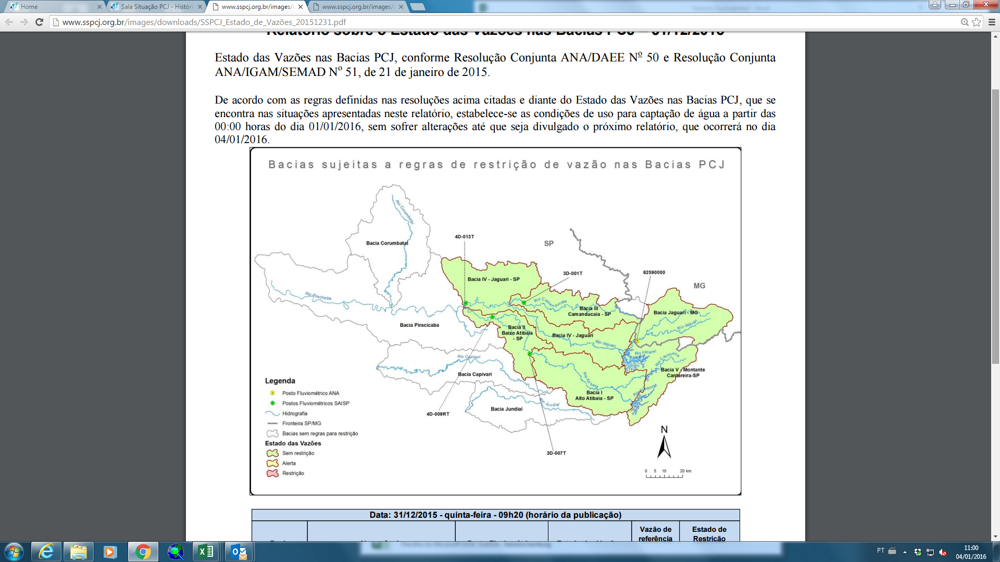 Home
Sala Situação PCJ - Históri
www.sspcj.org.br/images/
www.sspcj.org.br/images/
www.sspcj.org.br/images/downloads/SSPCJ_Estado_de_Vazões_20151231.pdf
Relatório sobre o Estado das Vazões nas Bacias PCJ – 01/12/2015
Estado das Vazões nas Bacias PCJ, conforme Resolução Conjunta ANA/DAEE Nº 50 e Resolução Conjunta
ANA/IGAM/SEMAD Nº 51, de 21 de janeiro de 2015.
De acordo com as regras definidas nas resoluções acima citadas e diante do Estado das Vazões nas Bacias PCJ, que se
encontra nas situações apresentadas neste relatório, estabelece-se as condições de uso para captação de água a partir das
00:00 horas do dia 01/01/2016, sem sofrer alterações até que seja divulgado o próximo relatório, que ocorrerá no dia
04/01/2016.
Bacias sujeitas a regras de restrição de vazão nas Bacias PCJ
Rio Corumbataí
Bacia Corumbataí
4D-013T
SP
3D-001T
62590000
MG
Bacia IV - Jaguari - SP
Rio Piracicaba
Rio Camanducaia
Bacia III
Camanducaia - SP
Bacia Jaguari - MG
Rio Jaguari
Bacia Piracicaba
Bacia II
Baixo Atibaia
- SP
Bacia IV - Jaguari
Rio Jaguari
Rio Jacareí
Rio Cachoeira
Rio Capivari
Bacia Capivari
Bacia V - Montante
Cantareira-SP
Rio Atibaia
Rio Atibainha
Bacia I
Alto Atibaia - SP
Rio Jundiaí
Bacia Jundiaí
4D-009RT
3D-007T
Legenda
Posto Fluviométrico ANA
Postos Fluviométricos SAISP
Hidrografia
Fronteira SP/MG
Bacias sem regras para restrição
Estado das Vazões
Sem restrição
Alerta
Restrição
N
0 5 10 20 km
Data: 31/12/2015 - quinta-feira - 09h20 (horário da publicação)
Vazão de
referência
Estado de
Restrição
PT
11:00
04/01/2016